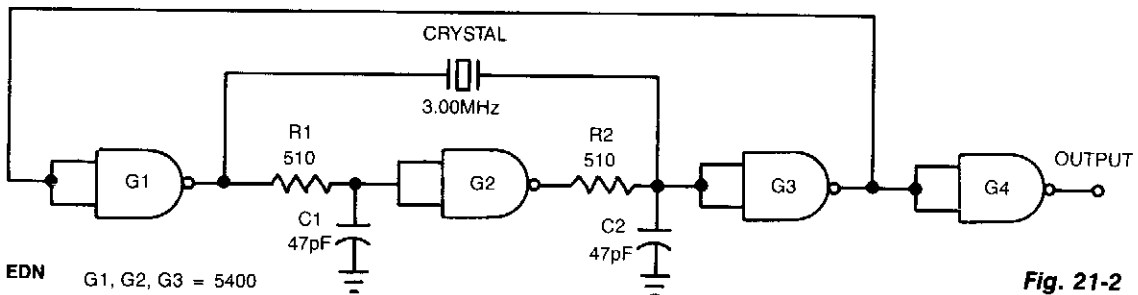 CRYSTAL
3.00MHz
R1
510
R2
510
G1
G2
G3
G4
OUTPUT
C1
47pF
C2
47pF
EDN
G1, G2, G3 = 5400
Fig. 21-2